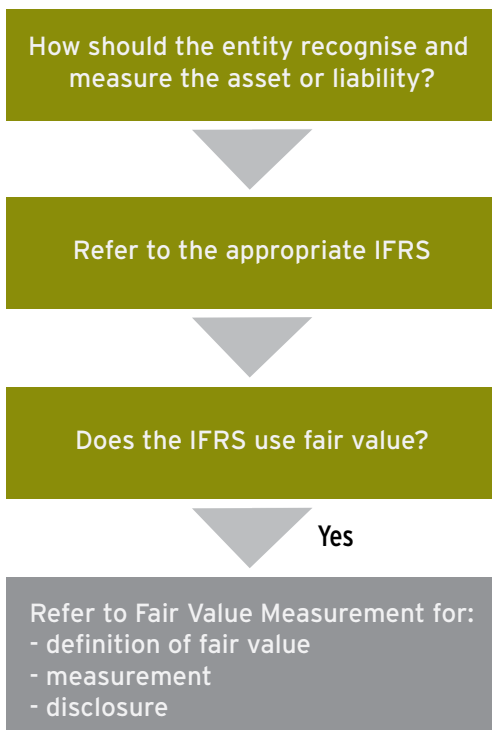 How should the entity recognise and
measure the asset or liability?
Refer to the appropriate IFRS
Does the IFRS use fair value?
Yes
Refer to Fair Value Measurement for:
- definition of fair value
- measurement
- disclosure